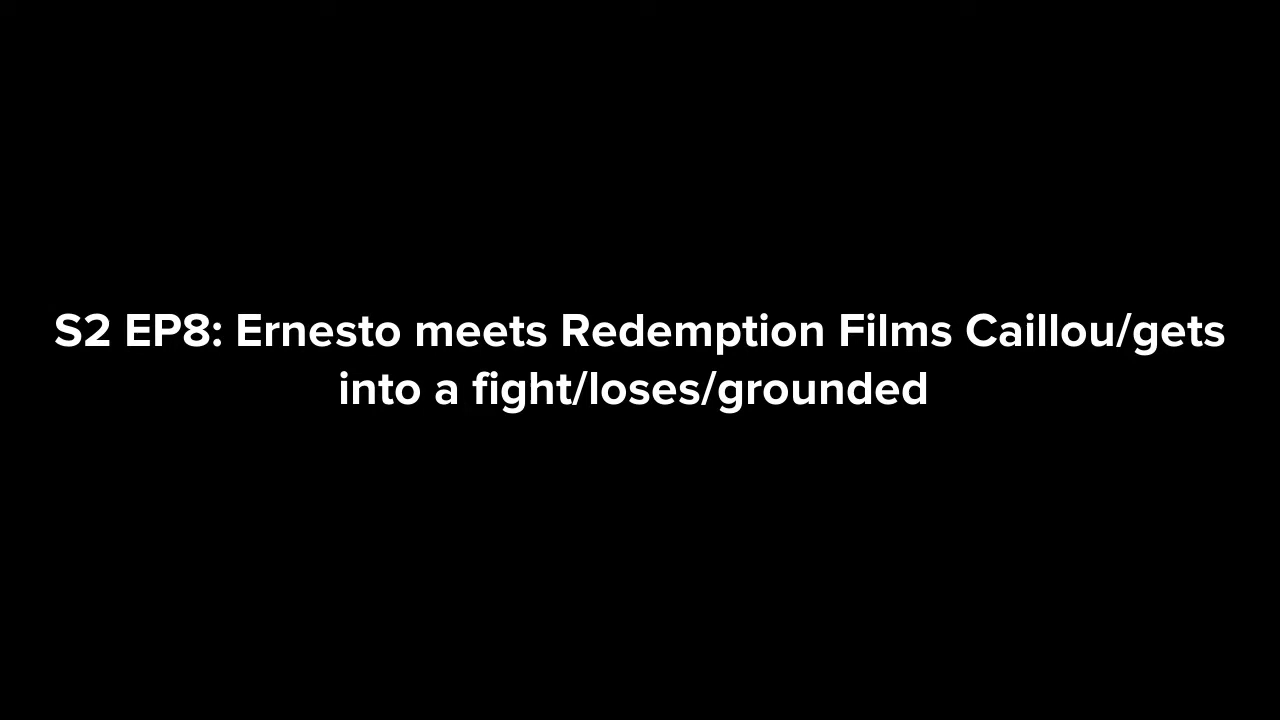 S2 EP8: Ernesto meets Redemption Films Caillou/gets
into a fight/loses/grounded